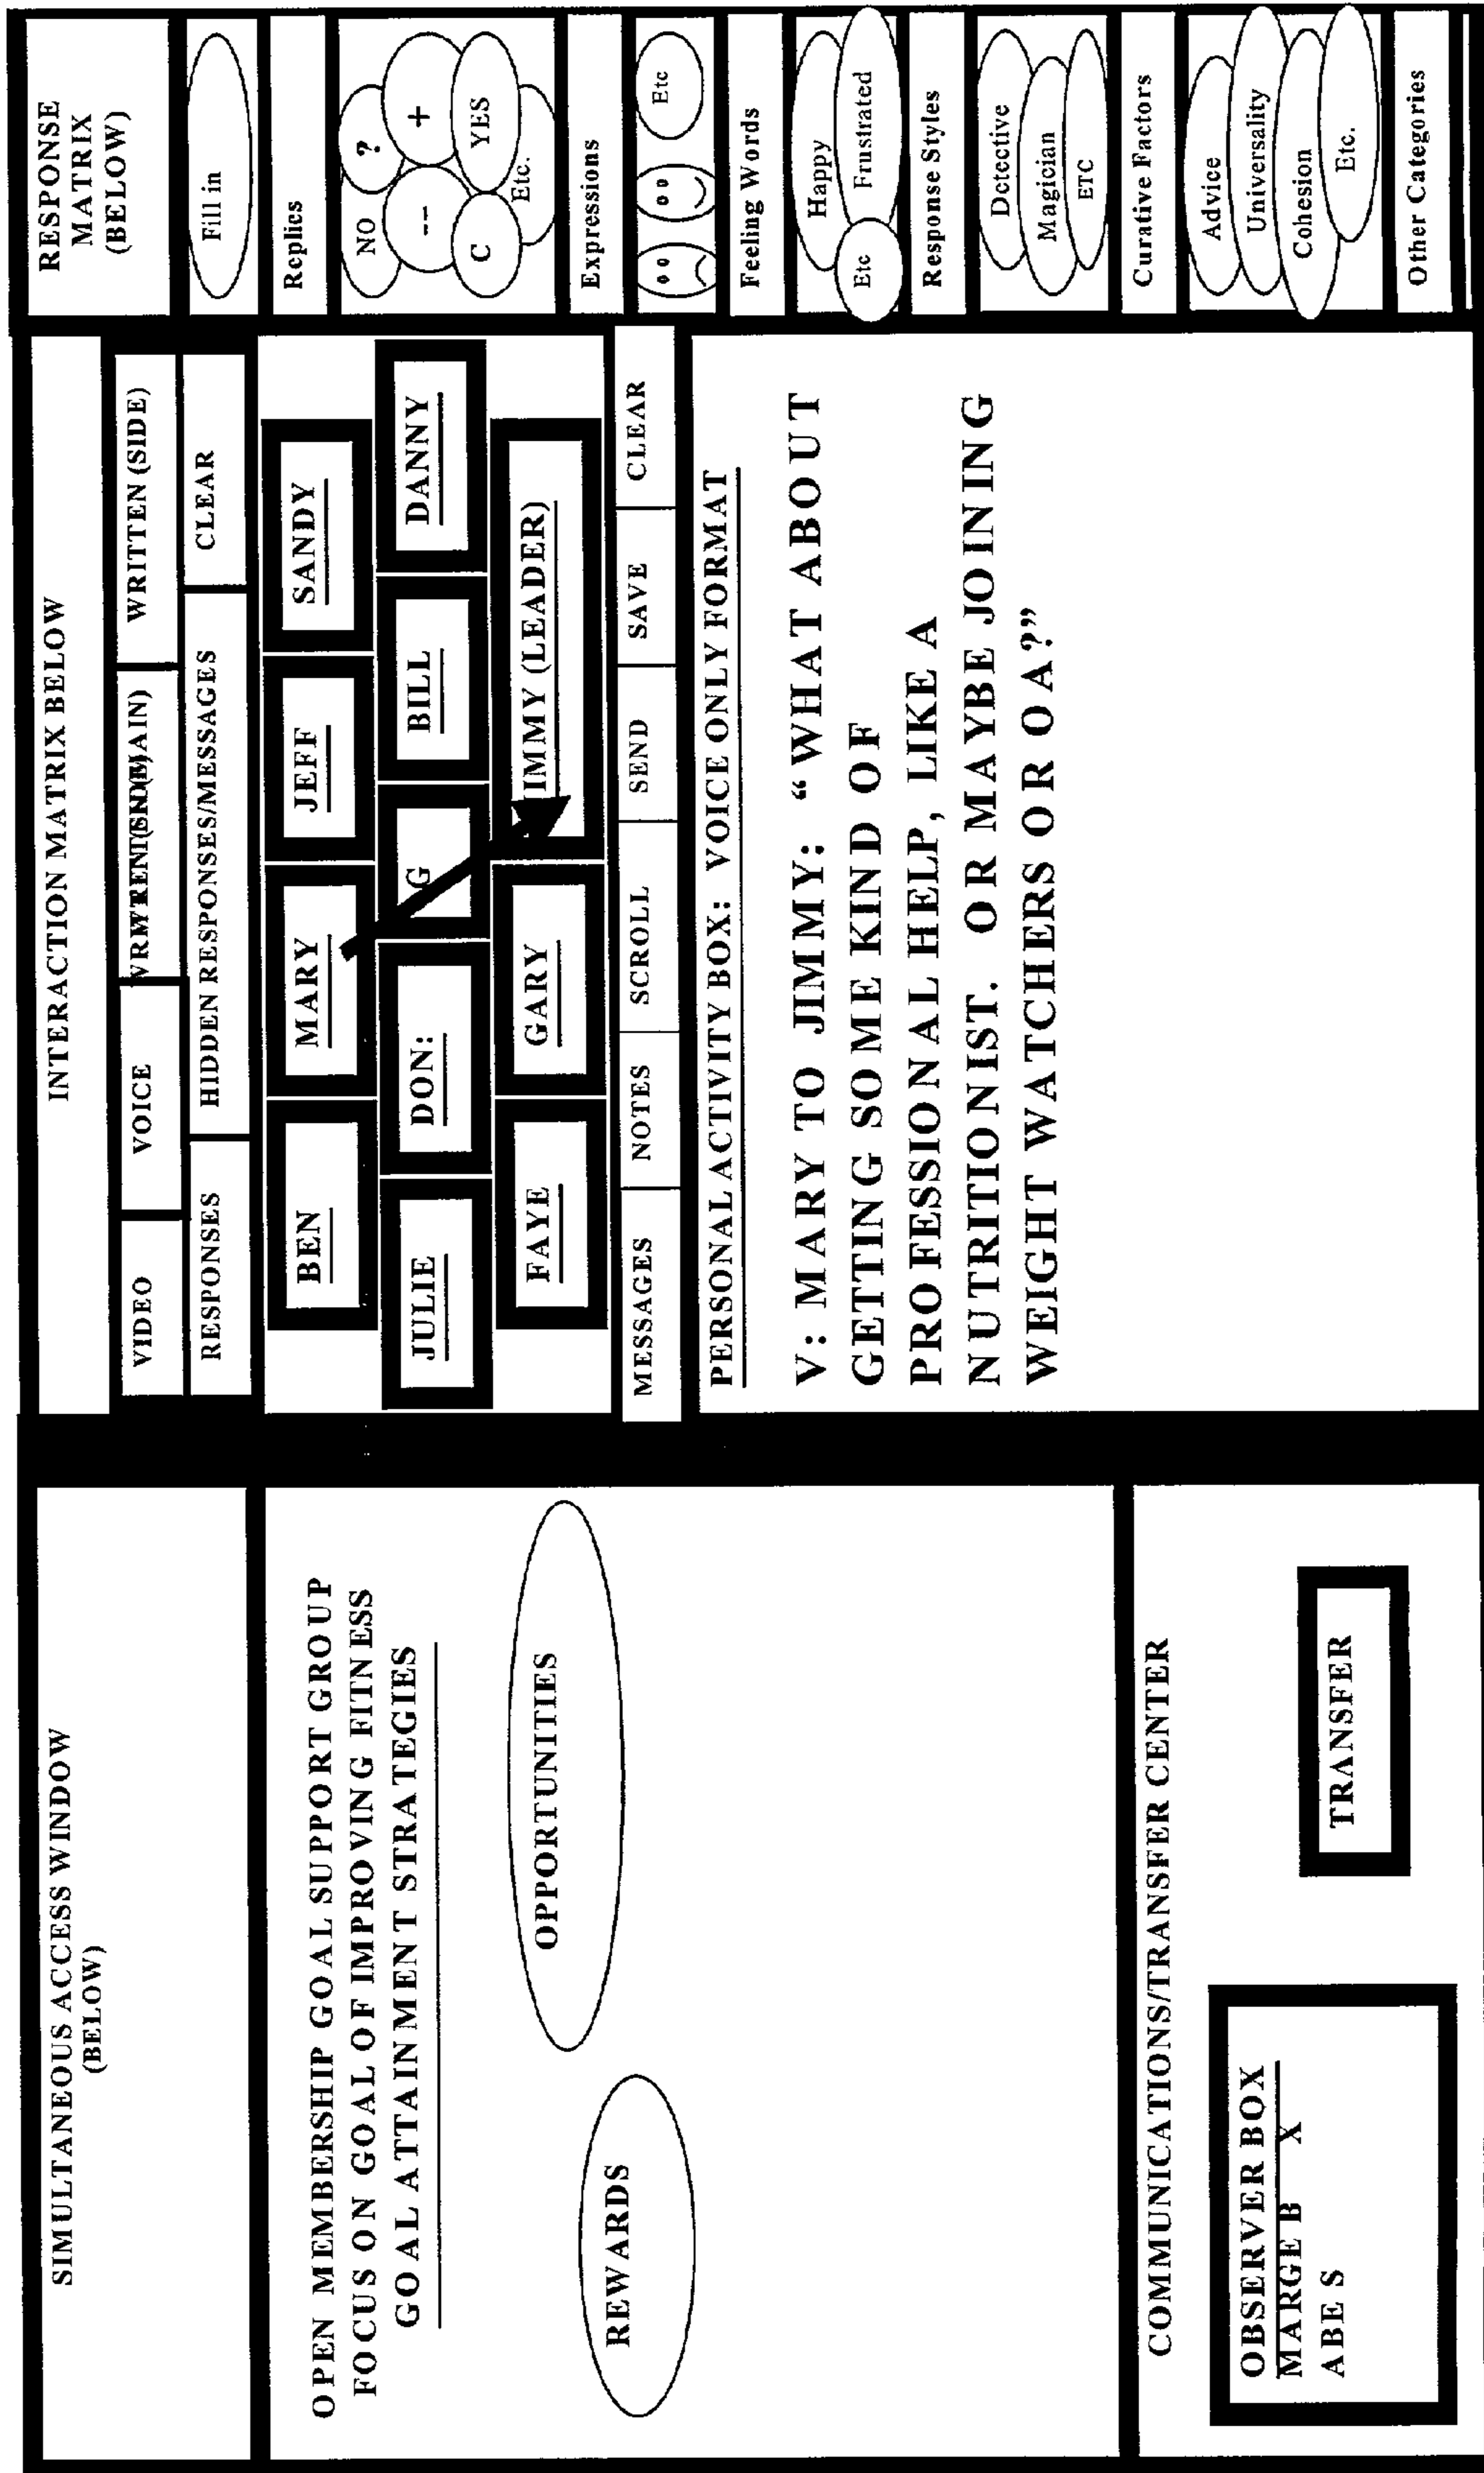 SIMULTANEOUS ACCESS WINDOW
(BELOW)
OPEN MEMBERSHIP GOAL SUPPORT GROUP
FOCUS ON GOAL OF IMPROVING FITNESS
GOAL ATTAINMENT STRATEGIES
REWARDS
OPPORTUNITIES
COMMUNICATIONS/TRANSFER CENTER
OBSERVER BOX
MARGE B X
ABE S
TRANSFER
INTERACTION MATRIX BELOW
VIDEO
VOICE
WRITTEN (SIDE)
RESPONSES
HIDDEN RESPONSES/MESSAGES
CLEAR
BEN
MARY
JEFF
SANDY
JULIE
DON:
G
BILL
DANNY
FAYE
GARY
IMMY (LEADER)
MESSAGES
NOTES
SCROLL
SEND
SAVE
CLEAR
PERSONAL ACTIVITY BOX: VOICE ONLY FORMAT
V: MARY TO JIMMY: “WHAT ABOUT
GETTING SOME KIND OF
PROFESSIONAL HELP, LIKE A
NUTRITIONIST. OR MAYBE JOINING
WEIGHT WATCHERS OR OA?”
RESPONSE
MATRIX
(BELOW)
Fill in
Replics
NO
?
--
+
C
YES
Etc.
Expressions
Etc
Feeling Words
Happy
Etc
Frustrated
Response Styles
Detective
Magician
ETC
Curative Factors
Advice
Universality
Cohesion
Etc.
Other Categories